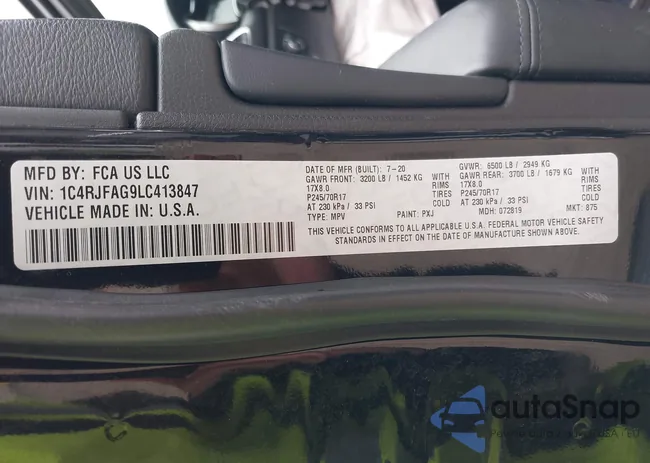 MFD BY: FCA US LLC
VIN: 1C4RJFAG9LC413847
VEHICLE MADE IN U.S.A.
DATE OF MFR (BUILT): 7-20
GAWR FRONT: 3200 LB / 1452 KG WITH
17X8.0 RIMS
P245/70R17 TIRES
AT 230 kPa / 33 PSI COLD
TYPE: MPV PAINT: PXJ
GVWR: 6500 LB / 2949 KG
GAWR REAR: 3700 LB / 1679 KG WITH
17X8.0 RIMS
P245/70R17 TIRES
AT 230 kPa / 33 PSI COLD
MDH: 072819 MKT: 875
THIS VEHICLE CONFORMS TO ALL APPLICABLE U.S.A. FEDERAL MOTOR VEHICLE SAFETY
STANDARDS IN EFFECT ON THE DATE OF MANUFACTURE SHOWN ABOVE.
autoSnap